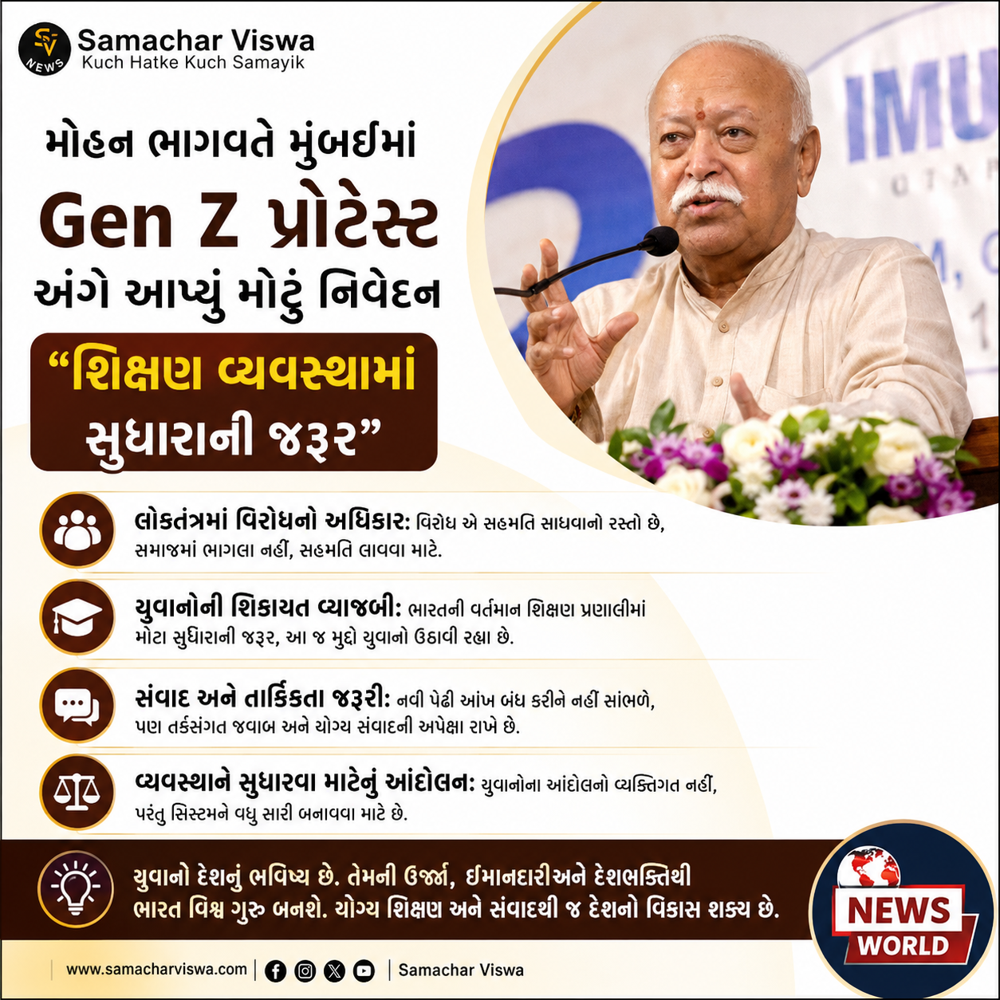 SV
NEWS
Samachar Viswa
Kuch Hatke Kuch Samayik
મોહન ભાગવતે મુંબઈમાં
Gen Z પ્રોટેસ્ટ
અંગે આપ્યું મોટું નિવેદન
“શિક્ષણ વ્યવસ્થામાં
સુધારાની જરૂર”
IMU
લોકતંત્રમાં વિરોધનો અધિકાર: વિરોધ એ સહમતિ સાધવાનો રસ્તો છે,
સમાજમાં ભાગલા નહીં, સહમતિ લાવવા માટે.
યુવાનોની શિકાયત વ્યાજબી: ભારતની વર્તમાન શિક્ષણ પ્રણાલીમાં
મોટા સુધિારાની જરૂર, આ જ મુદ્દો યુવાનો ઉઠાવી રહ્યા છે.
સંવાદ અને તાર્કિકતા જરૂરી: નવી પેઢી આંખ બંધ કરીને નહીં સાંભળે,
પણ તર્કસંગત જવાબ અને યોગ્ય સંવાદની અપેક્ષા રાખે છે.
વ્યવસ્થાને સુધારવા માટેનું આંદોલન: યુવાનોના આંદોલનો વ્યક્તિગત નહીં,
પરંતુ સિસ્ટમને વધુ સારી બનાવવા માટે છે.
યુવાનો દેશનું ભવિષ્ય છે. તેમની ઉર્જા, ઈમાનદારીઅને દેશભક્તિથી
ભારત વિશ્વ ગુરુ બનશે. યોગ્ય શિક્ષણ અને સંવાદથી જ દેશનો વિકાસ શક્ય છે.
NEWS
WORLD
www.samacharviswa.com | Samachar Viswa